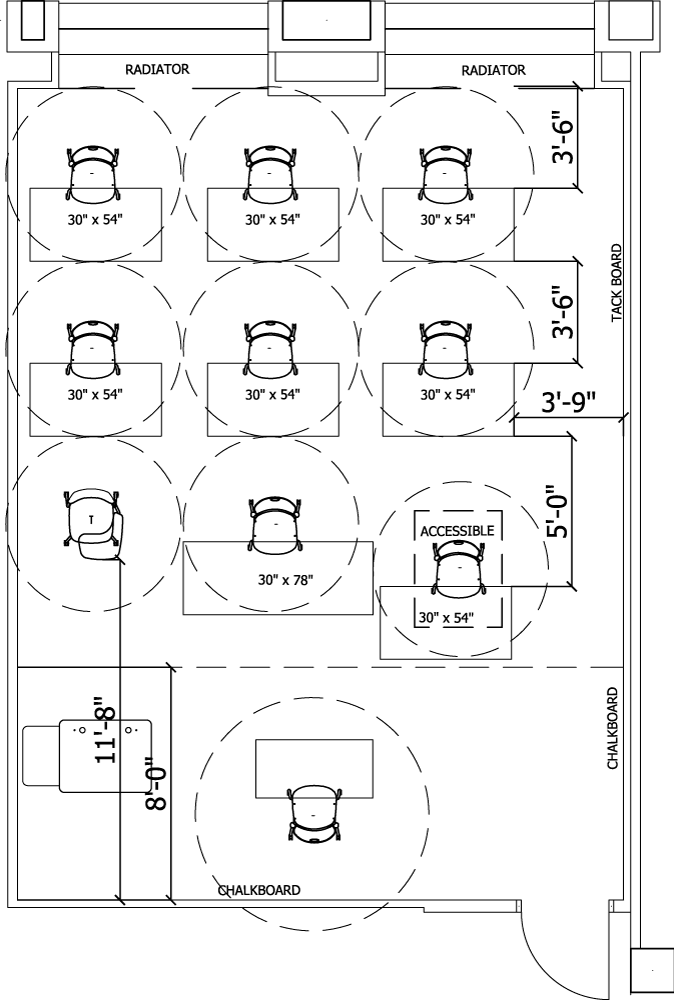 RADIATOR
RADIATOR
3'-6"
30" x 54"
30" x 54"
30" x 54"
TACK BOARD
3'-6"
30" x 54"
30" x 54"
30" x 54"
3'-9"
5'-0"
ACCESSIBLE
30" x 78"
30" x 54"
11'-8"
8'-0"
CHALKBOARD
CHALKBOARD